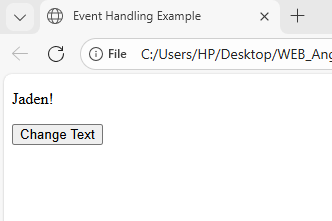 Event Handling Example
File C:/Users/HP/Desktop/WEB_Ang
Jaden!
Change Text